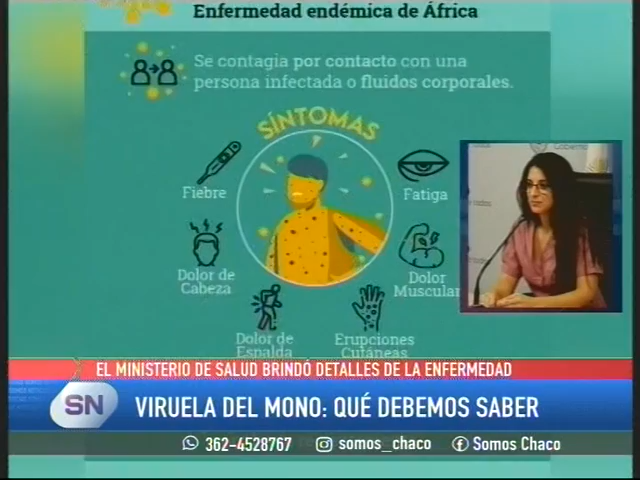 Enfermedad endémica de África
Se contagia por contacto con una
persona infectada o fluidos corporales.
SÍNTOMAS
Fiebre
Fatiga
Dolor de
Cabeza
Dolor
Muscular
Dolor de
Espalda
Erupciones
Cutáneas
EL MINISTERIO DE SALUD BRINDÓ DETALLES DE LA ENFERMEDAD
SN
VIRUELA DEL MONO: QUÉ DEBEMOS SABER
362-4528767
somos_chaco
Somos Chaco